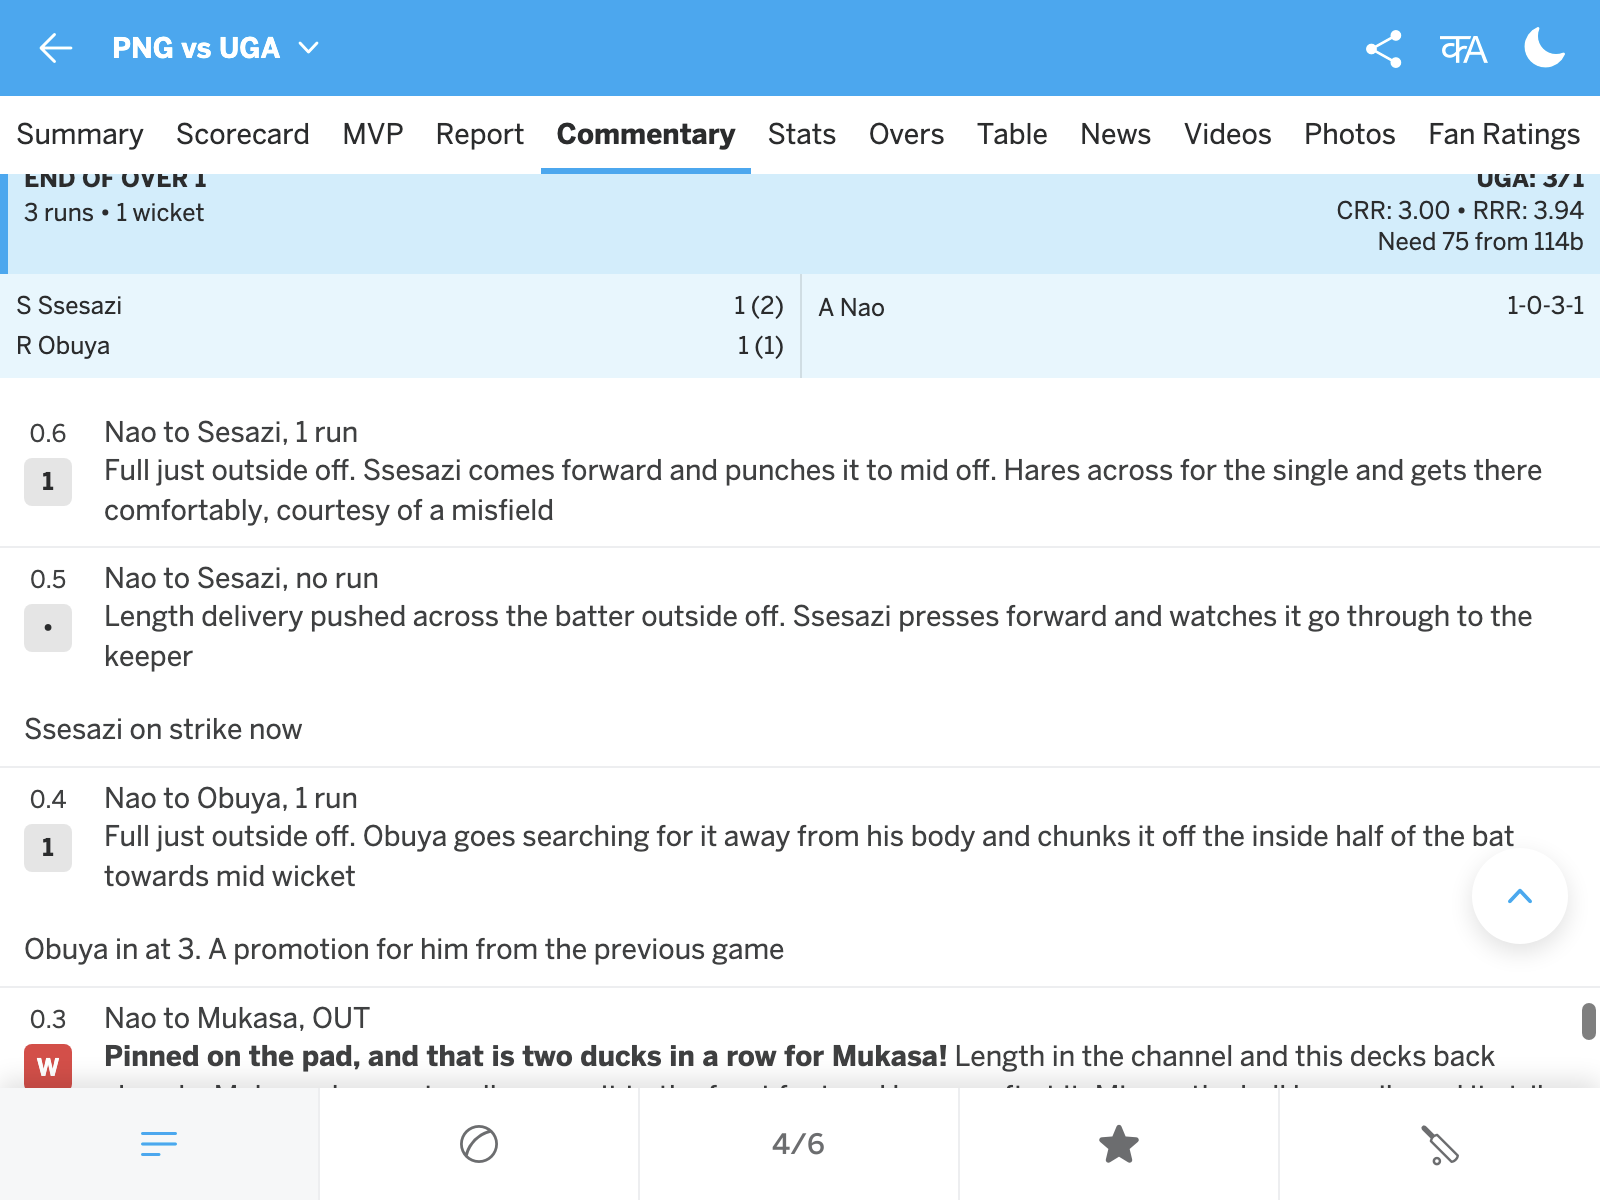 PNG vs UGA
Summary Scorecard MVP Report Commentary Stats Overs Table News Videos Photos Fan Ratings
END OF OVER 1
UGA: 3/1
3 runs • 1 wicket
CRR: 3.00 • RRR: 3.94
Need 75 from 114b
S Ssesazi 1 (2)
R Obuya 1 (1)
A Nao 1-0-3-1
0.6 Nao to Sesazi, 1 run
1 Full just outside off. Ssesazi comes forward and punches it to mid off. Hares across for the single and gets there
comfortably, courtesy of a misfield
0.5 Nao to Sesazi, no run
• Length delivery pushed across the batter outside off. Ssesazi presses forward and watches it go through to the
keeper
Ssesazi on strike now
0.4 Nao to Obuya, 1 run
1 Full just outside off. Obuya goes searching for it away from his body and chunks it off the inside half of the bat
towards mid wicket
Obuya in at 3. A promotion for him from the previous game
0.3 Nao to Mukasa, OUT
W Pinned on the pad, and that is two ducks in a row for Mukasa! Length in the channel and this decks back
4/6